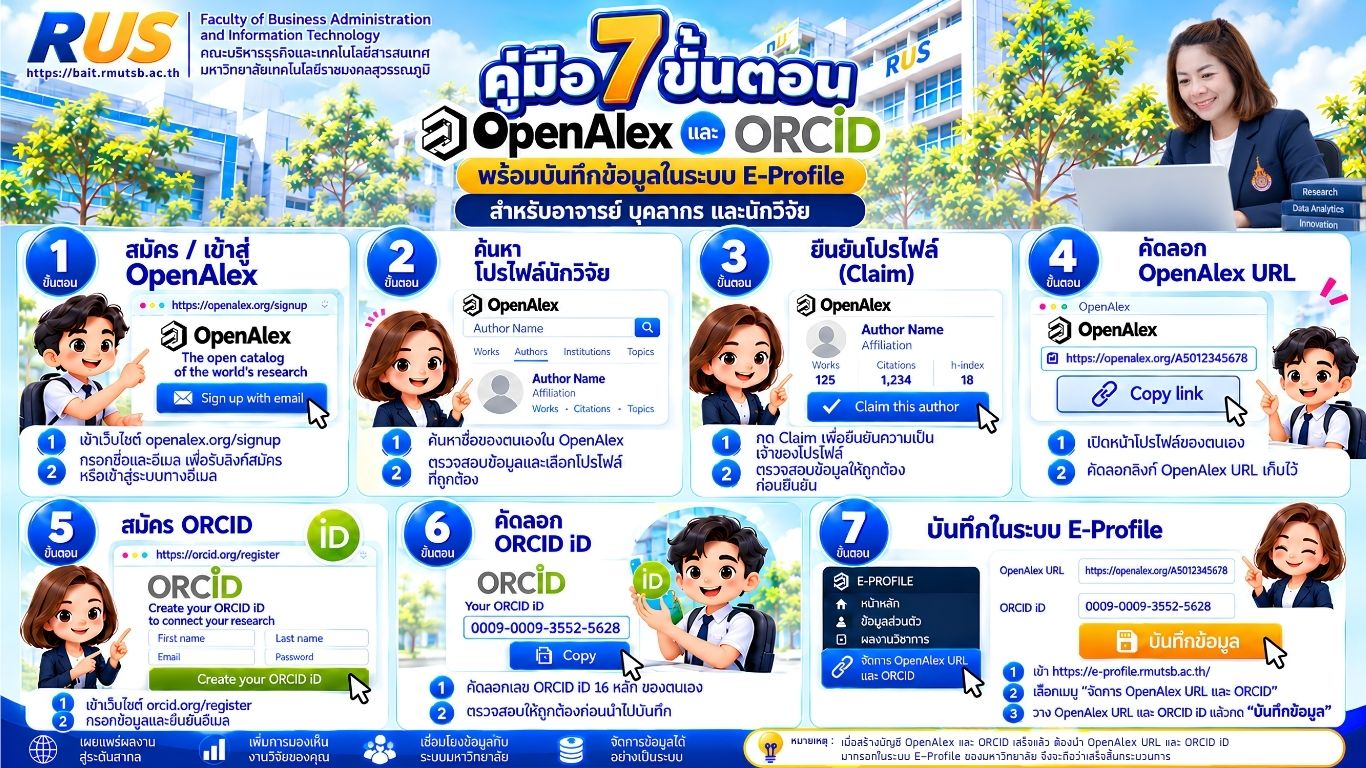 RUS
https://bait.rmutsb.ac.th
Faculty of Business Administration
and Information Technology
คณะบริหารธุรกิจและเทคโนโลยีสารสนเทศ
มหาวิทยาลัยเทคโนโลยีราชมงคลสุวรรณภูมิ
คู่มือ 7 ขั้นตอน
OpenAlex และ ORCID
พร้อมบันทึกข้อมูลในระบบ E-Profile
สำหรับอาจารย์ บุคลากร และนักวิจัย
RUS
Research
Data Analytics
Innovation
1
ขั้นตอน
สมัคร / เข้าสู่
OpenAlex
https://openalex.org/signup
OpenAlex
The open catalog
of the world's research
Sign up with email
1 เข้าเว็บไซต์ openalex.org/signup
2 กรอกชื่อและอีเมล เพื่อรับลิงก์สมัคร
หรือเข้าสู่ระบบทางอีเมล
2
ขั้นตอน
ค้นหา
โปรไฟล์นักวิจัย
OpenAlex
Author Name
Works Authors Institutions Topics
Author Name
Affiliation
Works • Citations • Topics
1 ค้นหาชื่อของตนเองใน OpenAlex
2 ตรวจสอบข้อมูลและเลือกโปรไฟล์
ที่ถูกต้อง
3
ขั้นตอน
ยืนยันโปรไฟล์
(Claim)
OpenAlex
Author Name
Affiliation
Works Citations h-index
125 1,234 18
Claim this author
1 กด Claim เพื่อยืนยันความเป็น
เจ้าของโปรไฟล์
2 ตรวจสอบข้อมูลให้ถูกต้อง
ก่อนยืนยัน
4
ขั้นตอน
คัดลอก
OpenAlex URL
OpenAlex
OpenAlex
https://openalex.org/A5012345678
Copy link
1 เปิดหน้าโปรไฟล์ของตนเอง
2 คัดลอกลิงก์ OpenAlex URL เก็บไว้
5
ขั้นตอน
สมัคร ORCID
iD
https://orcid.org/register
ORCID
Create your ORCID iD
to connect your research
First name Last name
Email Password
Create your ORCID iD
1 เข้าเว็บไซต์ orcid.org/register
2 กรอกข้อมูลและยืนยันอีเมล
6
ขั้นตอน
คัดลอก
ORCID iD
ORCID
iD
Your ORCID iD
0009-0009-3552-5628
Copy
1 คัดลอกเลข ORCID iD 16 หลัก ของตนเอง
2 ตรวจสอบให้ถูกต้องก่อนนำไปบันทึก
7
ขั้นตอน
บันทึกในระบบ E-Profile
E-PROFILE
หน้าหลัก
ข้อมูลส่วนตัว
ผลงานวิชาการ
จัดการ OpenAlex URL
และ ORCID
OpenAlex URL https://openalex.org/A5012345678
ORCID iD 0009-0009-3552-5628
บันทึกข้อมูล
1 เข้า https://e-profile.rmutsb.ac.th/
2 เลือกเมนู “จัดการ OpenAlex URL และ ORCID”
3 วาง OpenAlex URL และ ORCID iD แล้วกด “บันทึกข้อมูล”
เผยแพร่ผลงาน
สู่ระดับสากล
เพิ่มการมองเห็น
งานวิจัยของคุณ
เชื่อมโยงข้อมูลกับ
ระบบมหาวิทยาลัย
จัดการข้อมูลได้
อย่างเป็นระบบ
หมายเหตุ : เมื่อสร้างบัญชี OpenAlex และ ORCID เสร็จแล้ว ต้องนำ OpenAlex URL และ ORCID iD
มากรอกในระบบ E-Profile ของมหาวิทยาลัย จึงจะถือว่าเสร็จสิ้นกระบวนการ